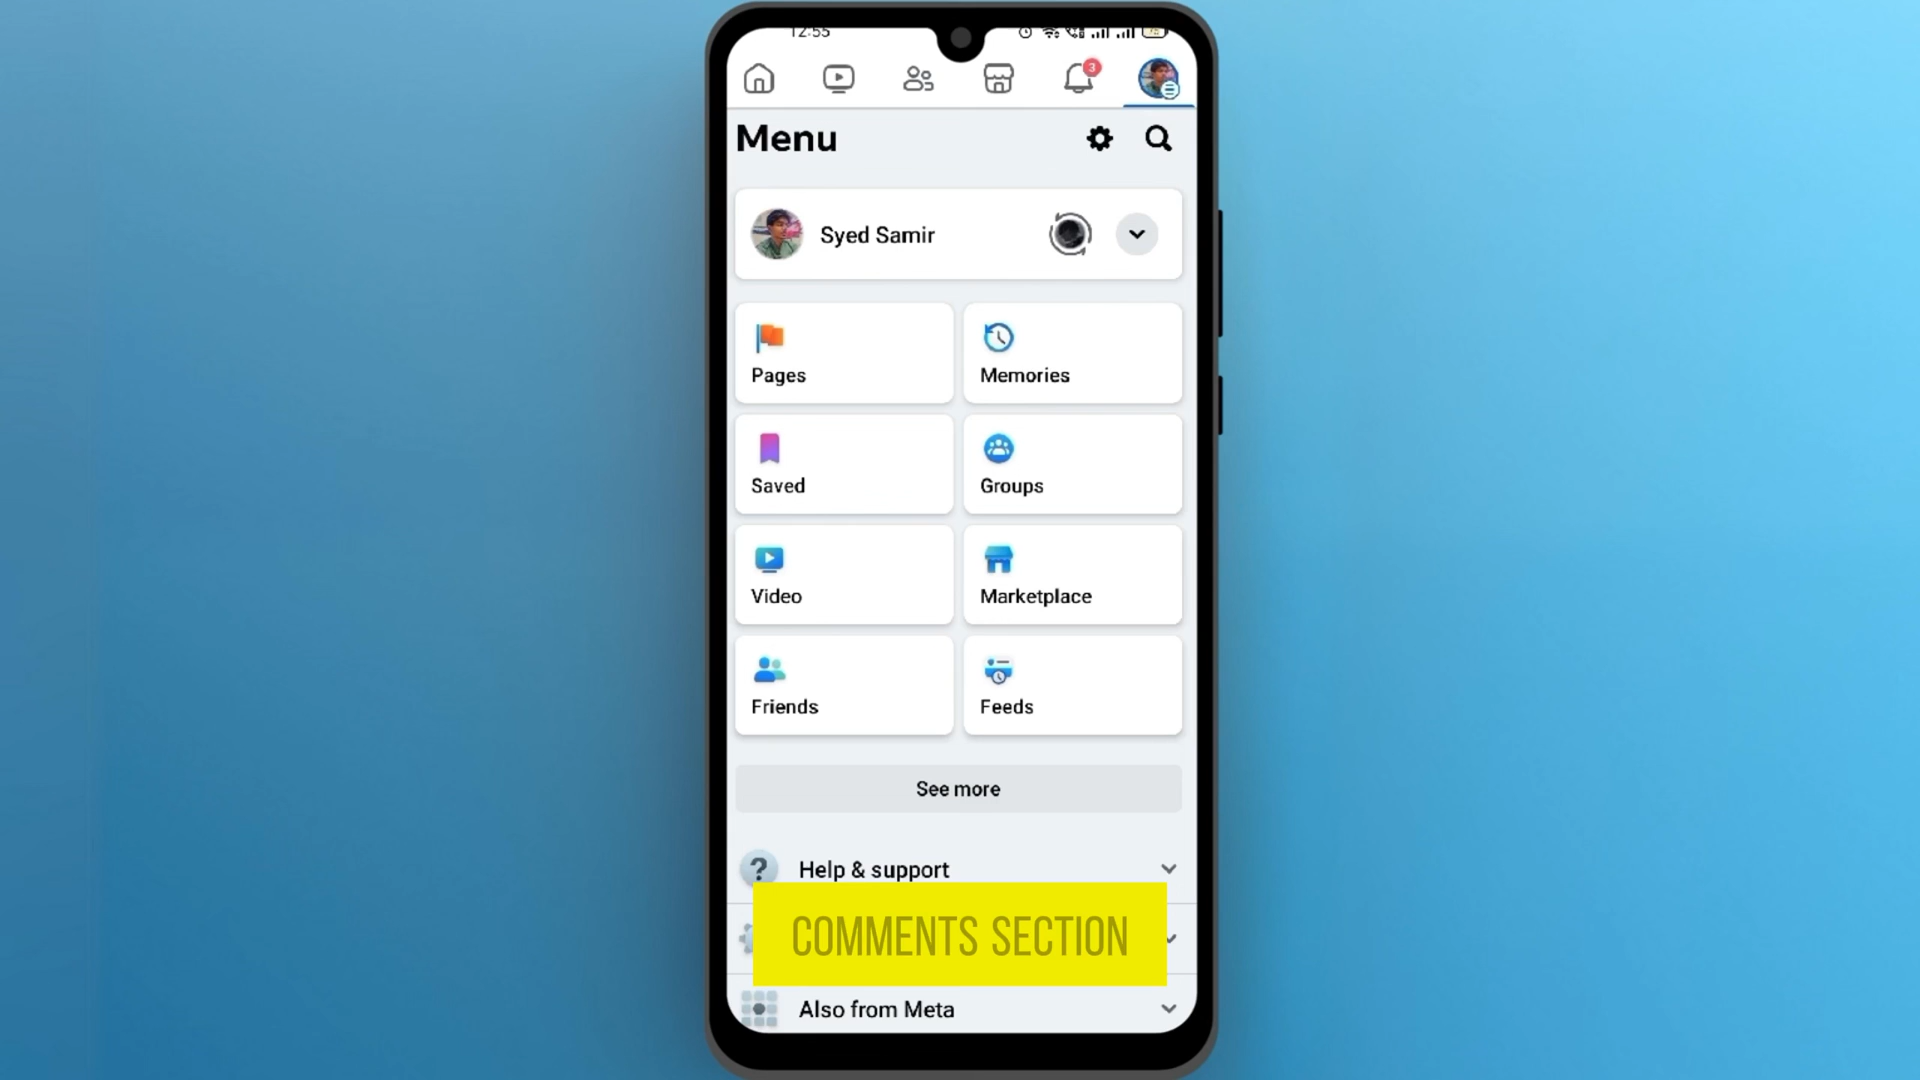 12:55
3
Menu
Syed Samir
Pages
Memories
Saved
Groups
Video
Marketplace
Friends
Feeds
See more
Help & support
COMMENTS SECTION
Also from Meta